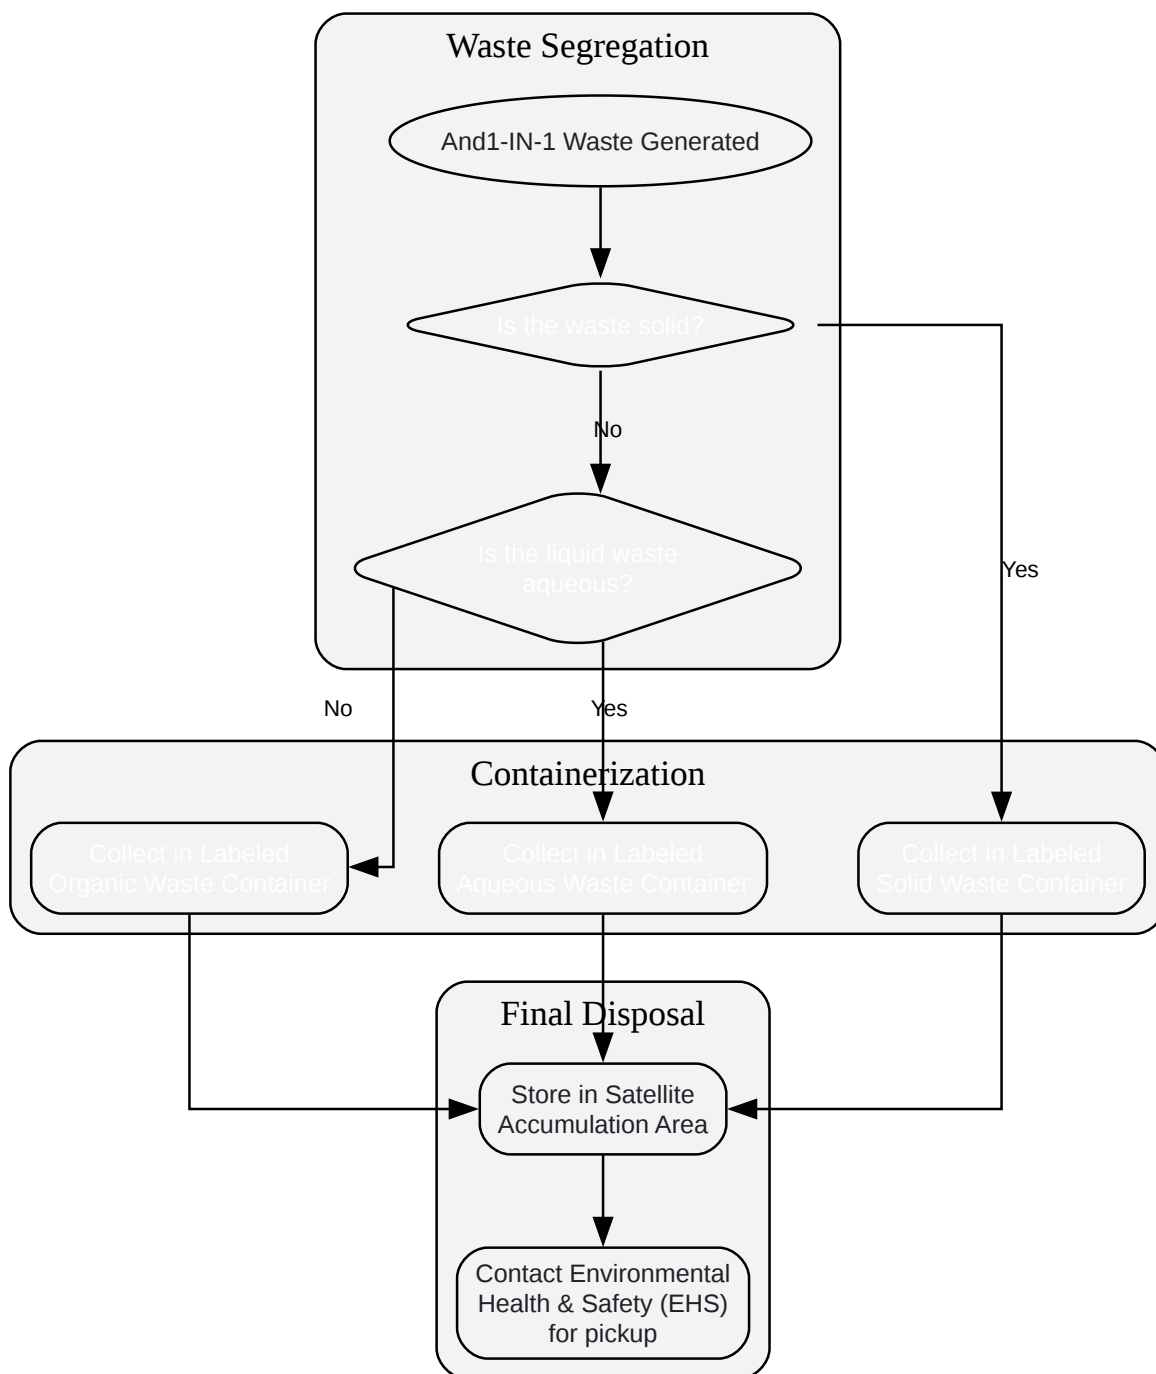 Waste Segregation
And1-IN-1 Waste Generated
Is the waste solid?
No
Is the liquid waste
aqueous?
Yes
No
Yes
Containerization
Collect in Labeled
Organic Waste Container
Collect in Labeled
Aqueous Waste Container
Collect in Labeled
Solid Waste Container
Final Disposal
Store in Satellite
Accumulation Area
Contact Environmental
Health & Safety (EHS)
for pickup